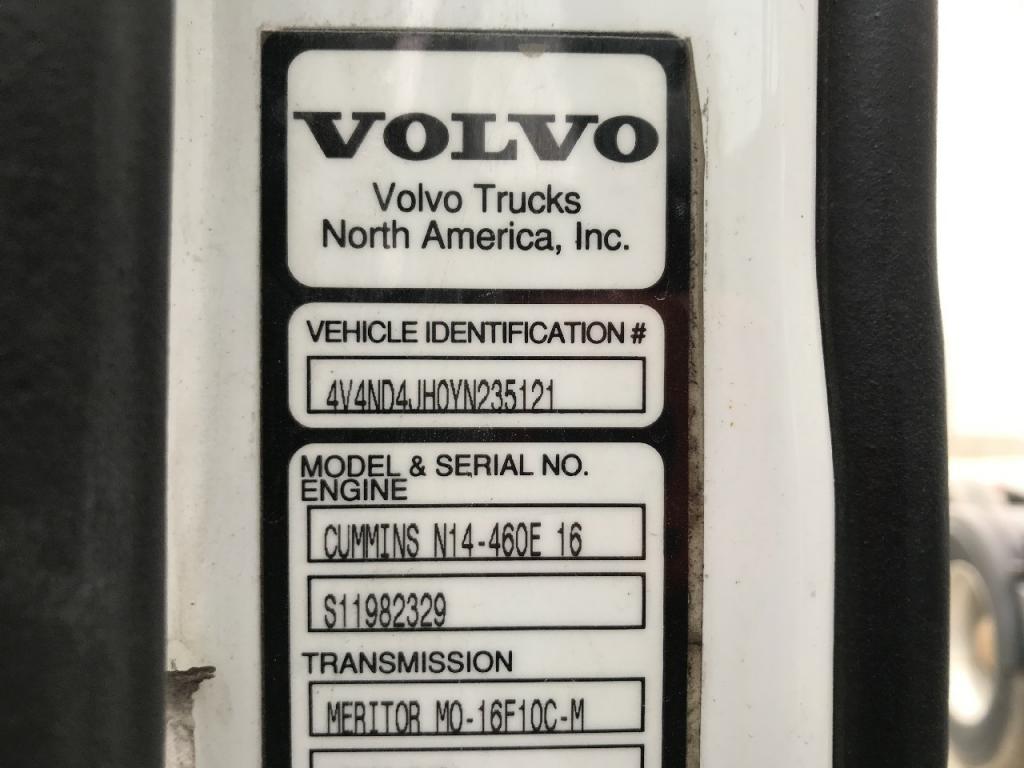 VOLVO
Volvo Trucks
North America, Inc.
VEHICLE IDENTIFICATION #
4V4ND4JH0YN235121
MODEL & SERIAL NO.
ENGINE
CUMMINS N14-460E 16
S11982329
TRANSMISSION
MERITOR MO-16F10C-M